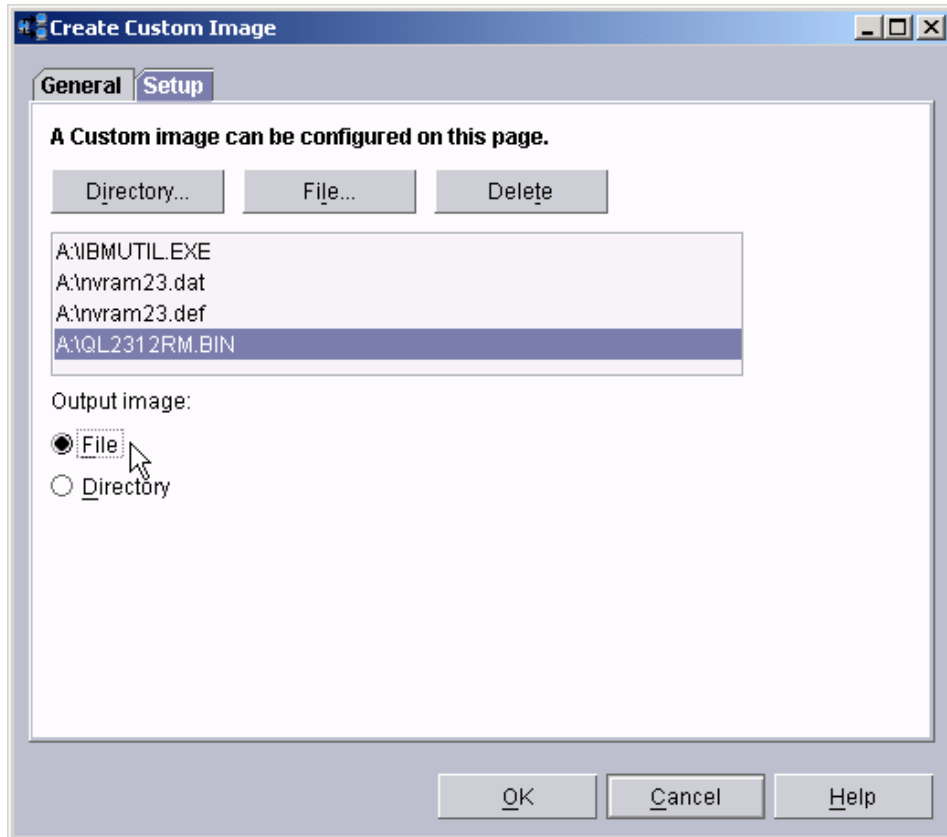 Create Custom Image
General Setup
A Custom image can be configured on this page.
Directory... File... Delete
A:\IBMUTIL.EXE
A:\nvram23.dat
A:\nvram23.def
A:\QL2312RM.BIN
Output image:
File
Directory
OK Cancel Help